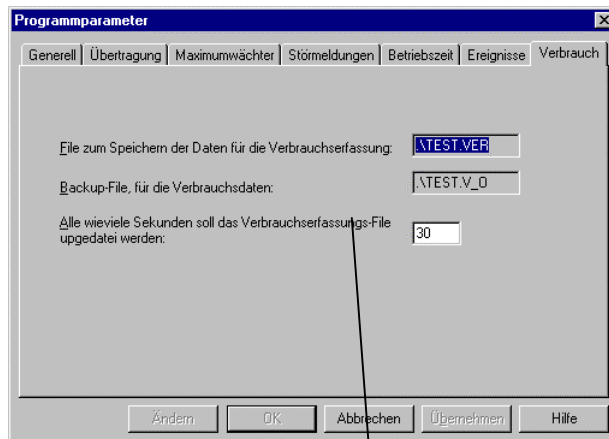 Programmparameter
Generell Übertragung Maximumwächter Störmeldungen Betriebszeit Ereignisse Verbrauch
File zum Speichern der Daten für die Verbrauchserfassung: .\TEST.VER
Backup-File, für die Verbrauchsdaten: .\TEST.V_O
Alle wieviele Sekunden soll das Verbrauchserfassungs-File
upgedatei werden: 30
Ändern OK Abbrechen Übernehmen Hilfe